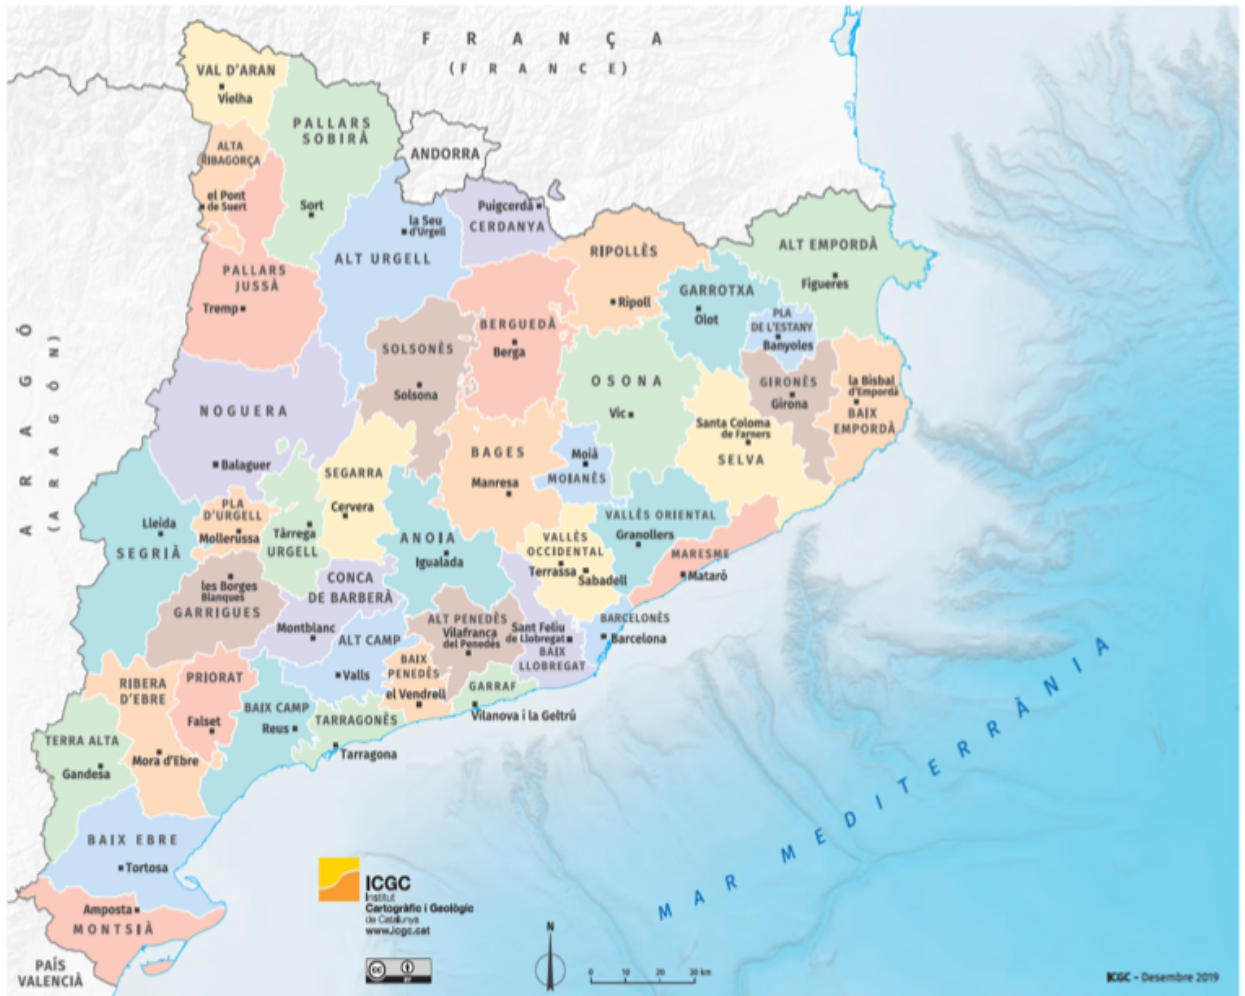 F R A N Ç A
( F R A N C E )
VAL D'ARAN
Vielha
PALLARS
SOBIRÀ
ALTA
RIBAGORÇA
ANDORRA
el Pont
de Suert
Sort
la Seu
d'Urgell
Puigcerdà
CERDANYA
ALT URGELL
RIPOLLÈS
ALT EMPORDÀ
PALLARS
JUSSÀ
Tremp
Ripoll
GARROTXA
Olot
Figueres
PLA
DE L'ESTANY
Banyoles
BERGUEDÀ
Berga
SOLSONÈS
Solsona
A R A G Ó
( A R A G Ó N )
NOGUERA
Balaguer
OSONA
Vic
GIRONÈS
Girona
la Bisbal
d'Empordà
BAIX
EMPORDÀ
Santa Coloma
de Farners
SELVA
BAGES
Manresa
Moià
MOIANÈS
SEGARRA
Cervera
PLA
D'URGELL
Mollerussa
Tàrrega
URGELL
Lleida
SEGRIÀ
ANOIA
Igualada
VALLÈS ORIENTAL
Granollers
VALLÈS
OCCIDENTAL
Terrassa
Sabadell
MARESME
Mataró
les Borges
Blanques
GARRIGUES
CONCA
DE BARBERÀ
Montblanc
ALT CAMP
Valls
ALT PENEDÈS
Vilafranca
del Penedès
Sant Feliu
de Llobregat
BAIX
LLOBREGAT
BARCELONÈS
Barcelona
BAIX
PENEDÈS
el Vendrell
GARRAF
Vilanova i la Geltrú
RIBERA
D'EBRE
Mora d'Ebre
PRIORAT
Falset
BAIX CAMP
Reus
TARRAGONÈS
Tarragona
TERRA ALTA
Gandesa
BAIX EBRE
Tortosa
Amposta
MONTSIÀ
PAÍS
VALENCIÀ
MAR MEDITERRÀNIA
ICGC
Institut
Cartogràfic i Geològic
de Catalunya
www.icgc.cat
cc
BY
N
0 10 20 30 km
ICGC - Desembre 2019